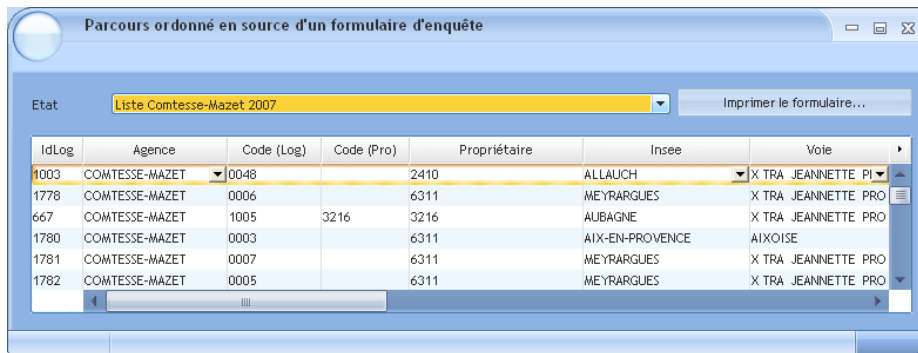 Parcours ordonné en source d'un formulaire d'enquête
Etat Liste Comtesse-Mazet 2007 Imprimer le formulaire...
IdLog Agence Code (Log) Code (Pro) Propriétaire Insee Voie
1003 COMTESSE-MAZET 0048 2410 ALLAUCH X TRA JEANNETTE
1778 COMTESSE-MAZET 0006 6311 MEYRARGUES X TRA JEANNETTE PRO
667 COMTESSE-MAZET 1005 3216 3216 AUBAGNE X TRA JEANNETTE PRO
1780 COMTESSE-MAZET 0003 6311 AIX-EN-PROVENCE AIXOISE
1781 COMTESSE-MAZET 0007 6311 MEYRARGUES X TRA JEANNETTE PRO
1782 COMTESSE-MAZET 0005 6311 MEYRARGUES X TRA JEANNETTE PRO